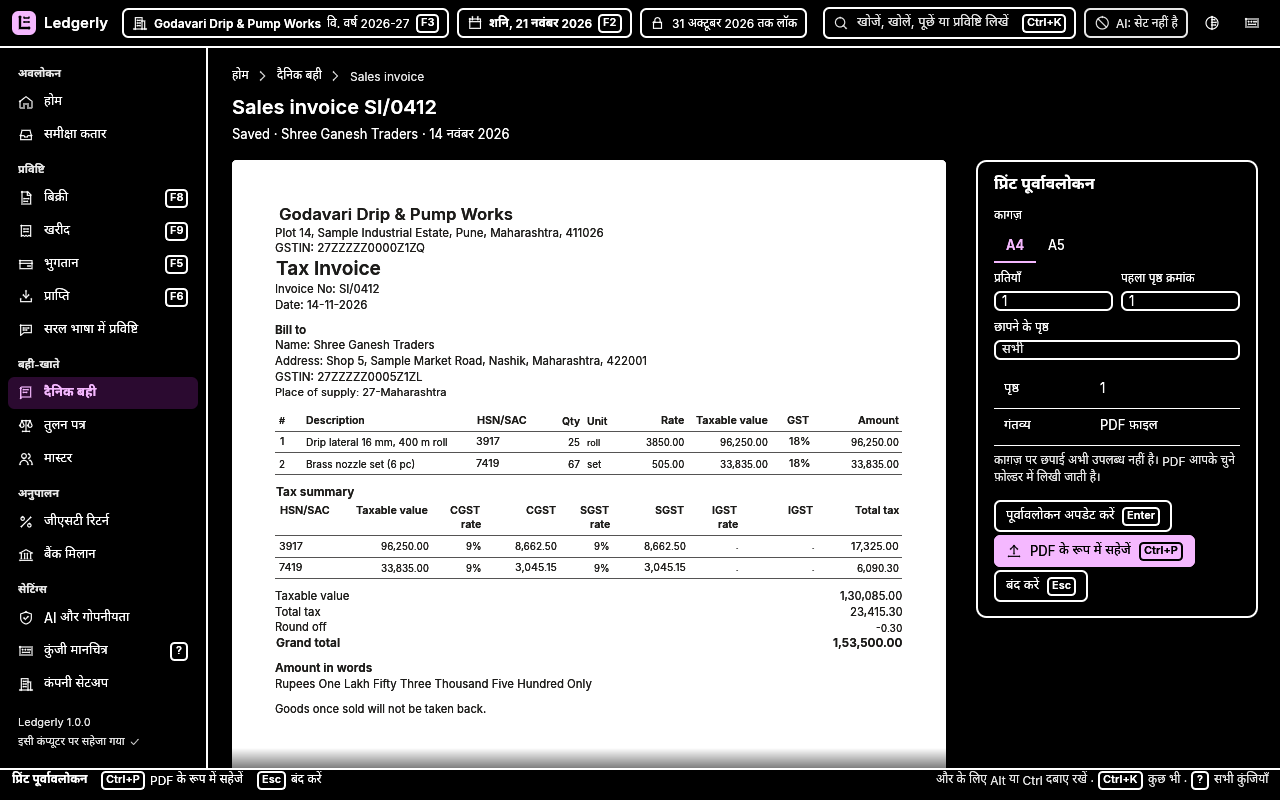 Ledgerly
Godavari Drip & Pump Works वि. वर्ष 2026-27 F3
शनि, 21 नवंबर 2026 F2
31 अक्टूबर 2026 तक लॉक
खोजें, खोलें, पूछें या प्रविष्टि लिखें Ctrl+K
AI: सेट नहीं है
अवलोकन
होम
समीक्षा कतार
प्रविष्टि
बिक्री F8
खरीद F9
भुगतान F5
प्राप्ति F6
सरल भाषा में प्रविष्टि
बही-खाते
दैनिक बही
तुलन पत्र
मास्टर
अनुपालन
जीएसटी रिटर्न
बैंक मिलान
सेटिंग्स
AI और गोपनीयता
कुंजी मानचित्र ?
कंपनी सेटअप
Ledgerly 1.0.0
इसी कंप्यूटर पर सहेजा गया
होम दैनिक बही Sales invoice
Sales invoice SI/0412
Saved · Shree Ganesh Traders · 14 नवंबर 2026
Godavari Drip & Pump Works
Plot 14, Sample Industrial Estate, Pune, Maharashtra, 411026
GSTIN: 27ZZZZZ0000Z1ZQ
Tax Invoice
Invoice No: SI/0412
Date: 14-11-2026
Bill to
Name: Shree Ganesh Traders
Address: Shop 5, Sample Market Road, Nashik, Maharashtra, 422001
GSTIN: 27ZZZZZ0005Z1ZL
Place of supply: 27-Maharashtra
# Description HSN/SAC Qty Unit Rate Taxable value GST Amount
1 Drip lateral 16 mm, 400 m roll 3917 25 roll 3850.00 96,250.00 18% 96,250.00
2 Brass nozzle set (6 pc) 7419 67 set 505.00 33,835.00 18% 33,835.00
Tax summary
HSN/SAC Taxable value CGST rate CGST SGST rate SGST IGST rate IGST Total tax
3917 96,250.00 9% 8,662.50 9% 8,662.50 - - 17,325.00
7419 33,835.00 9% 3,045.15 9% 3,045.15 - - 6,090.30
Taxable value 1,30,085.00
Total tax 23,415.30
Round off -0.30
Grand total 1,53,500.00
Amount in words
Rupees One Lakh Fifty Three Thousand Five Hundred Only
Goods once sold will not be taken back.
प्रिंट पूर्वावलोकन
कागज़
A4 A5
प्रतियाँ पहला पृष्ठ क्रमांक
1 1
छापने के पृष्ठ
सभी
पृष्ठ 1
गंतव्य PDF फ़ाइल
काग़ज़ पर छपाई अभी उपलब्ध नहीं है। PDF आपके चुने
फ़ोल्डर में लिखी जाती है।
पूर्वावलोकन अपडेट करें Enter
PDF के रूप में सहेजें Ctrl+P
बंद करें Esc
प्रिंट पूर्वावलोकन Ctrl+P PDF के रूप में सहेजें Esc बंद करें
और के लिए Alt या Ctrl दबाए रखें · Ctrl+K कुछ भी · ? सभी कुंजियाँ